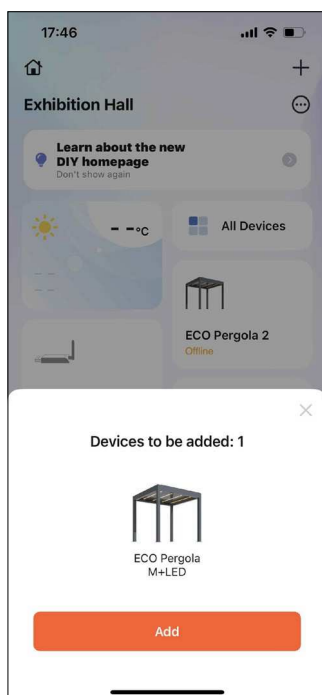 17:46
Exhibition Hall
Learn about the new
DIY homepage
Don't show again
- -°C
All Devices
- -
- -
ECO Pergola 2
Offline
Devices to be added: 1
ECO Pergola
M+LED
Add